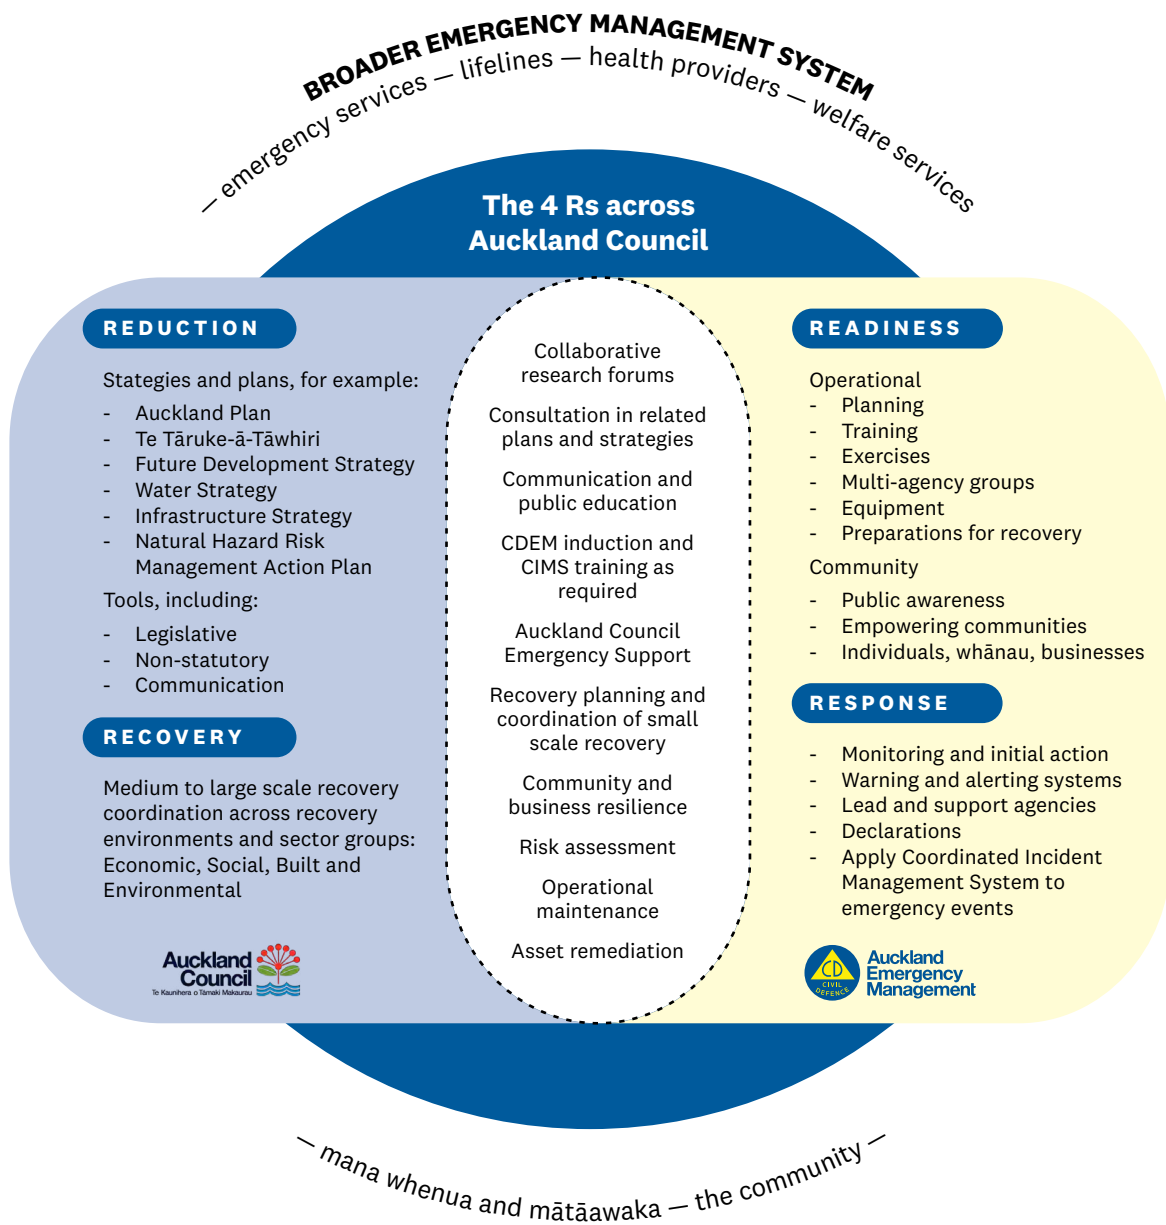 BROADER EMERGENCY MANAGEMENT SYSTEM
— emergency services — lifelines — health providers — welfare services
The 4 Rs across
Auckland Council
REDUCTION
Stategies and plans, for example:
- Auckland Plan
- Te Tāruke-ā-Tāwhiri
- Future Development Strategy
- Water Strategy
- Infrastructure Strategy
- Natural Hazard Risk
Management Action Plan
Tools, including:
- Legislative
- Non-statutory
- Communication
RECOVERY
Medium to large scale recovery
coordination across recovery
environments and sector groups:
Economic, Social, Built and
Environmental
Auckland
Council
Te Kaunihera o Tāmaki Makaurau
Collaborative
research forums
Consultation in related
plans and strategies
Communication and
public education
CDEM induction and
CIMS training as
required
Auckland Council
Emergency Support
Recovery planning and
coordination of small
scale recovery
Community and
business resilience
Risk assessment
Operational
maintenance
Asset remediation
READINESS
Operational
- Planning
- Training
- Exercises
- Multi-agency groups
- Equipment
- Preparations for recovery
Community
- Public awareness
- Empowering communities
- Individuals, whānau, businesses
RESPONSE
- Monitoring and initial action
- Warning and alerting systems
- Lead and support agencies
- Declarations
- Apply Coordinated Incident
Management System to
emergency events
CD
CIVIL
DEFENCE
Auckland
Emergency
Management
— mana whenua and mātāawaka — the community —